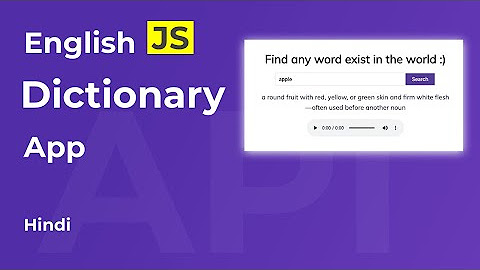 English JS
Dictionary
App
Hindi
API
Find any word exist in the world :)
apple
Search
a round fruit with red, yellow, or green skin and firm white flesh
—often used before another noun
0:00 / 0:00